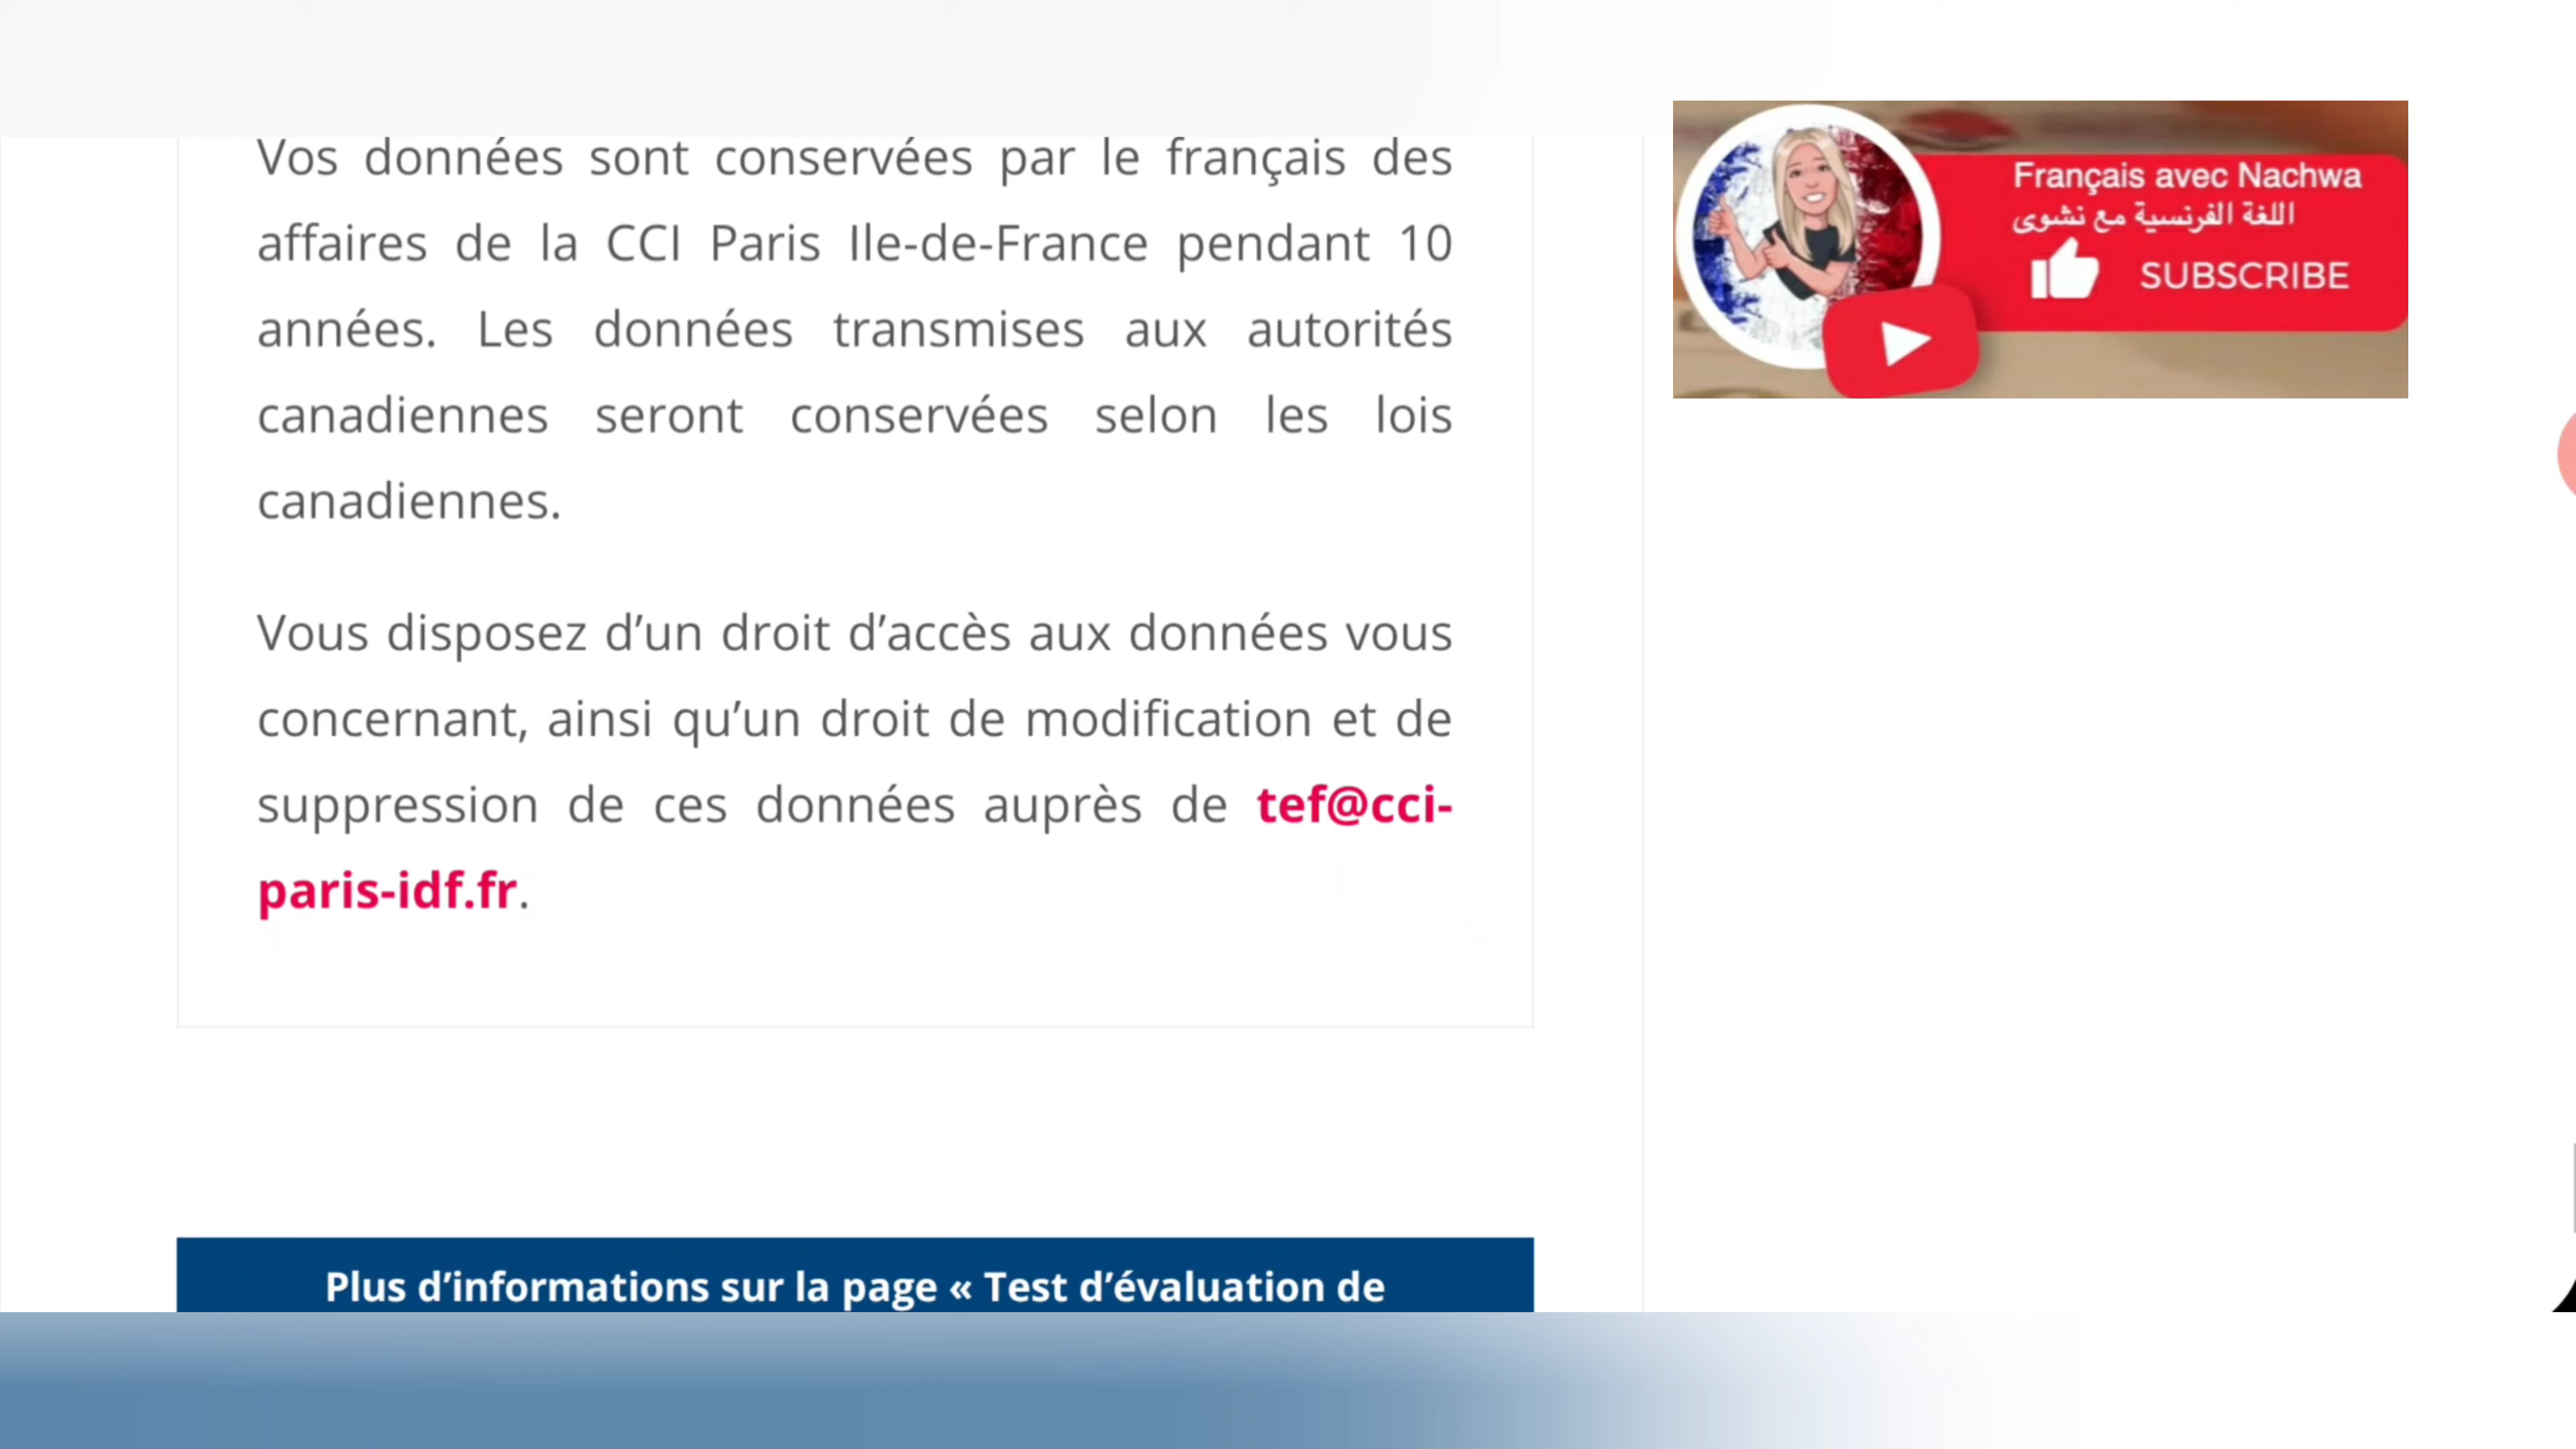 Vos données sont conservées par le français des
affaires de la CCI Paris Ile-de-France pendant 10
années. Les données transmises aux autorités
canadiennes seront conservées selon les lois
canadiennes.
Vous disposez d’un droit d’accès aux données vous
concernant, ainsi qu’un droit de modification et de
suppression de ces données auprès de tef@cci-
paris-idf.fr.
Plus d’informations sur la page « Test d’évaluation de
Français avec Nachwa
اللغة الفرنسية مع نشوى
SUBSCRIBE